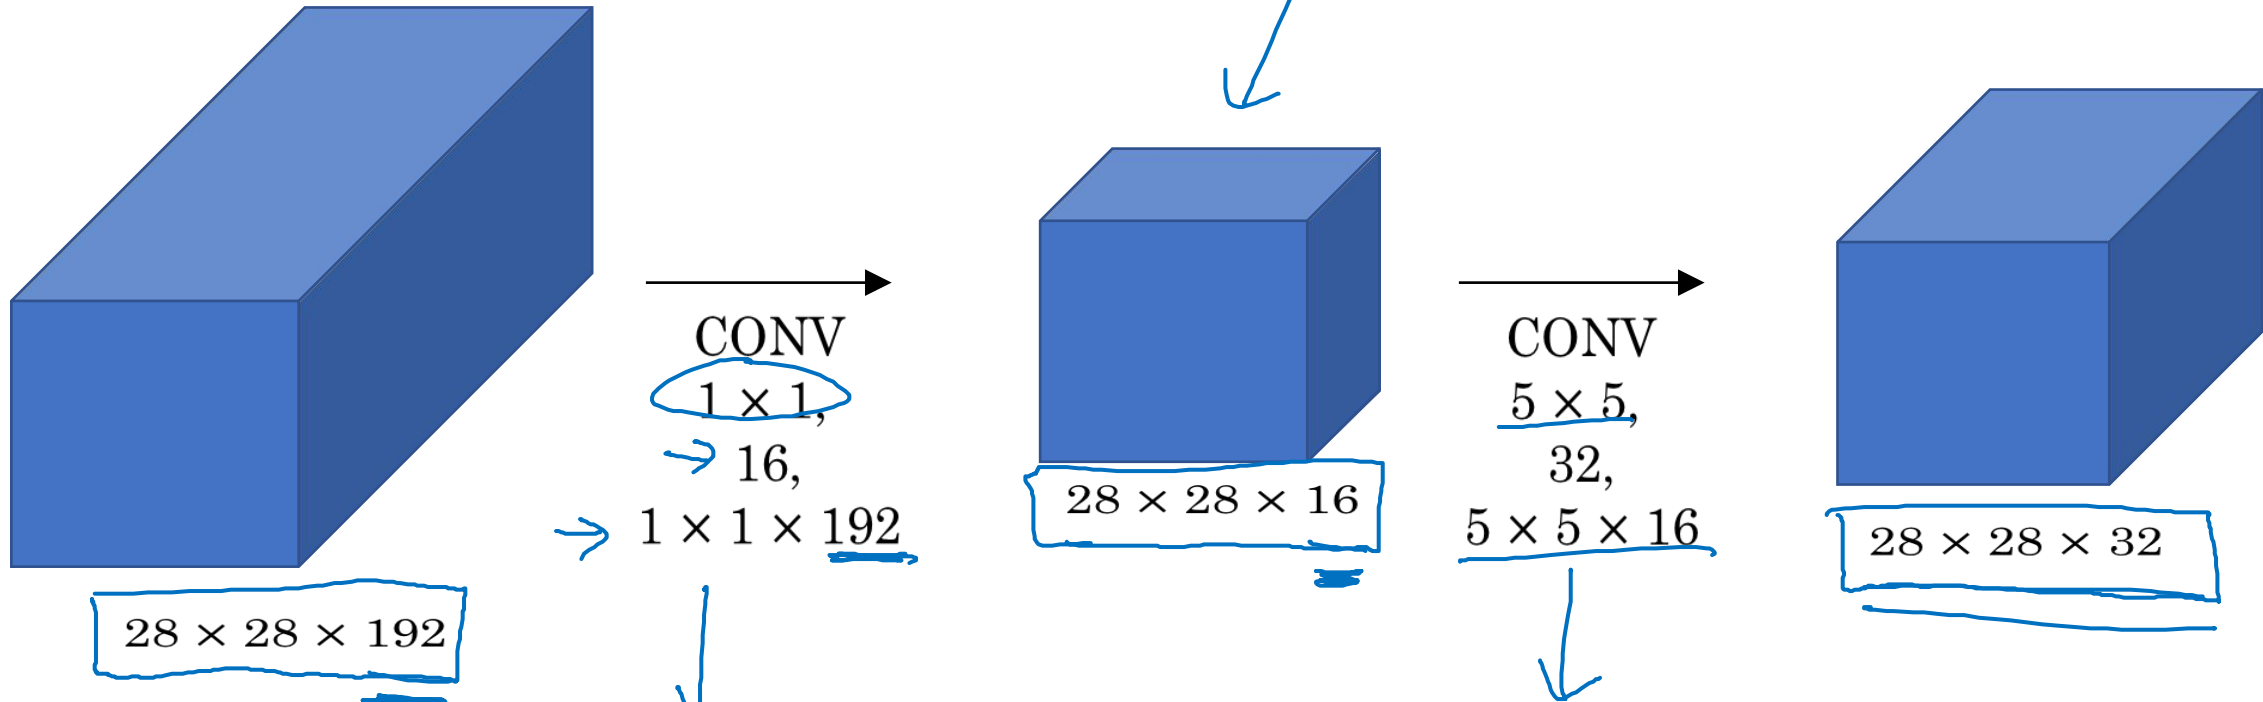 28 × 28 × 192
CONV
1 × 1,
16,
1 × 1 × 192
28 × 28 × 16
CONV
5 × 5,
32,
5 × 5 × 16
28 × 28 × 32